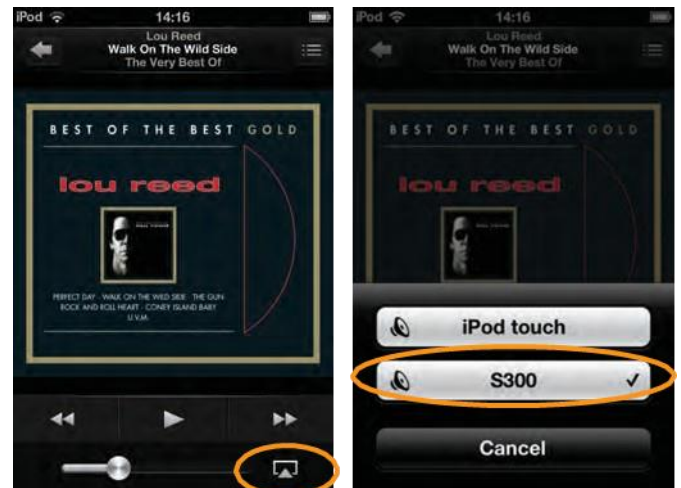 iPod 14:16
Lou Reed
Walk On The Wild Side
The Very Best Of
BEST OF THE BEST GOLD
lou reed
PERFECT DAY · WALK ON THE WILD SIDE · THE GUN
ROCK AND ROLL HEART · CONEY ISLAND BABY
U.V.M.
iPod 14:16
Lou Reed
Walk On The Wild Side
The Very Best Of
BEST OF THE BEST GOLD
lou reed
iPod touch
S300
Cancel